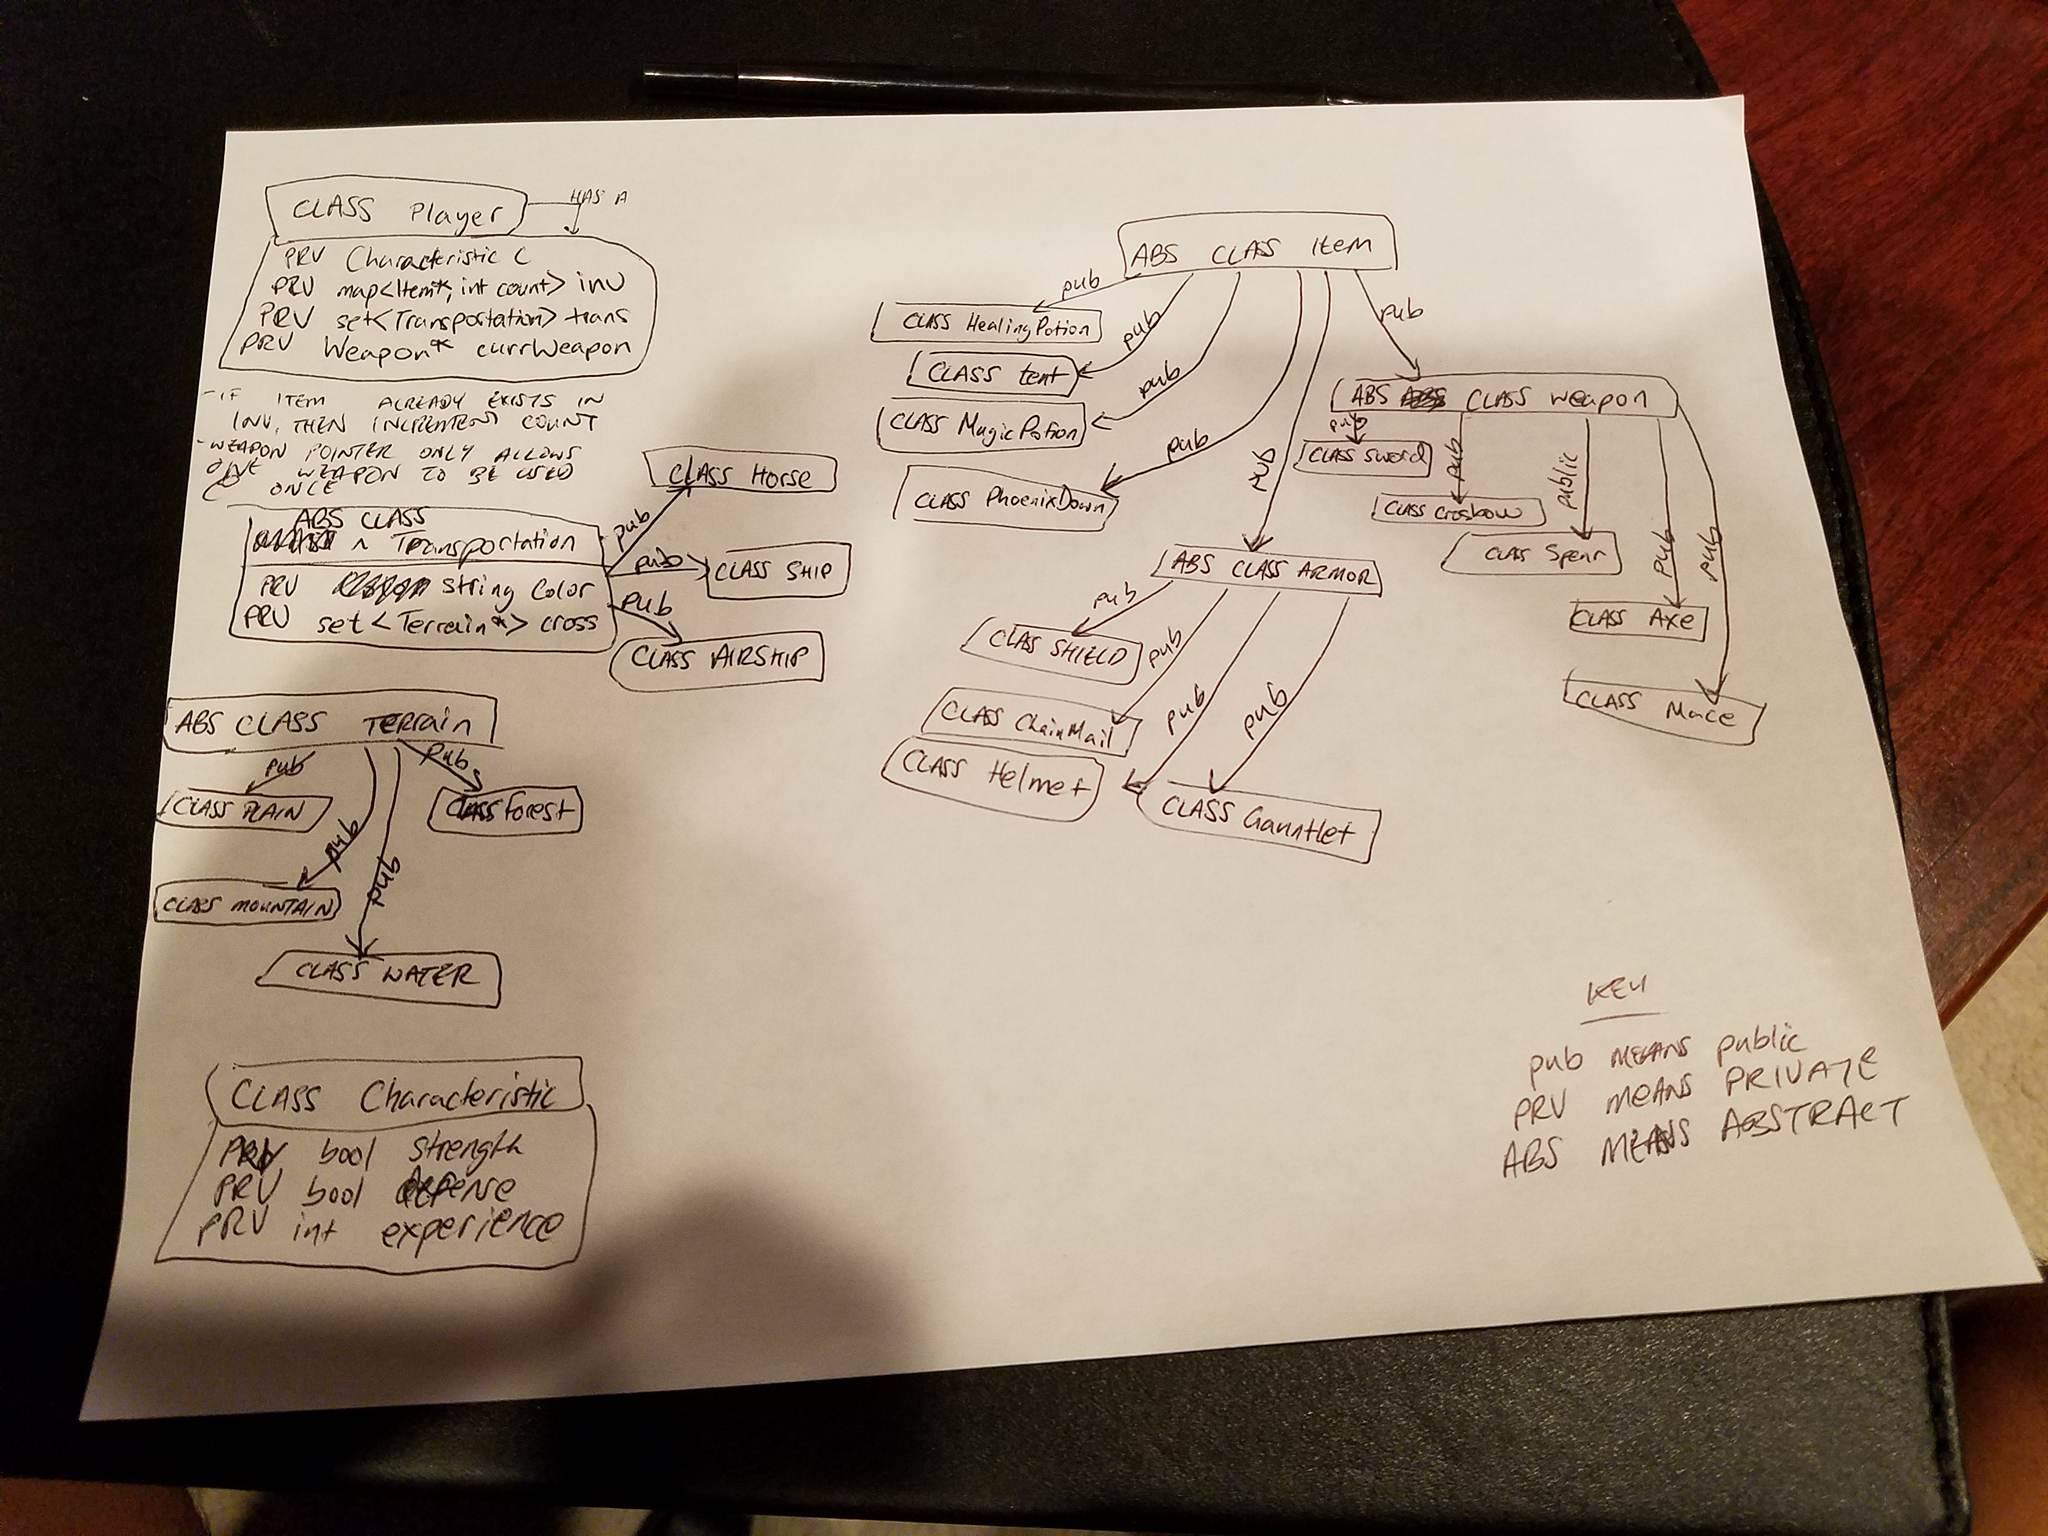 CLASS Player
HAS A
PRV Characteristic C
PRV map<Item*, int count> inv
PRV set<Transportation> trans
PRV Weapon* currWeapon
- IF ITEM ALREADY EXISTS IN
INV, THEN INCREMENT COUNT
- WEAPON POINTER ONLY ALLOWS
ONE WEAPON TO BE USED
@ ONCE
ABS CLASS
^ Transportation
PRV String Color
PRV set<Terrain*> cross
pub
CLASS Horse
pub
CLASS SHIP
pub
CLASS AIRSHIP
ABS CLASS Terrain
pub
pub
CLASS PLAIN
CLASS Forest
pub
pub
CLASS MOUNTAIN
CLASS WATER
CLASS Characteristic
PRV bool strength
PRV bool defense
PRV int experience
ABS CLASS Item
pub
CLASS HealingPotion
pub
CLASS tent
pub
CLASS MagicPotion
pub
CLASS PhoenixDown
pub
ABS CLASS ARMOR
pub
CLASS SHIELD
pub
CLASS ChainMail
pub
CLASS Helmet
pub
CLASS Gauntlet
pub
ABS CLASS weapon
pub
CLASS sword
pub
CLASS crosbow
public
CLASS Spear
pub
CLASS Axe
pub
CLASS Mace
KEY
pub MEANS public
PRV MEANS PRIVATE
ABS MEANS ABSTRACT